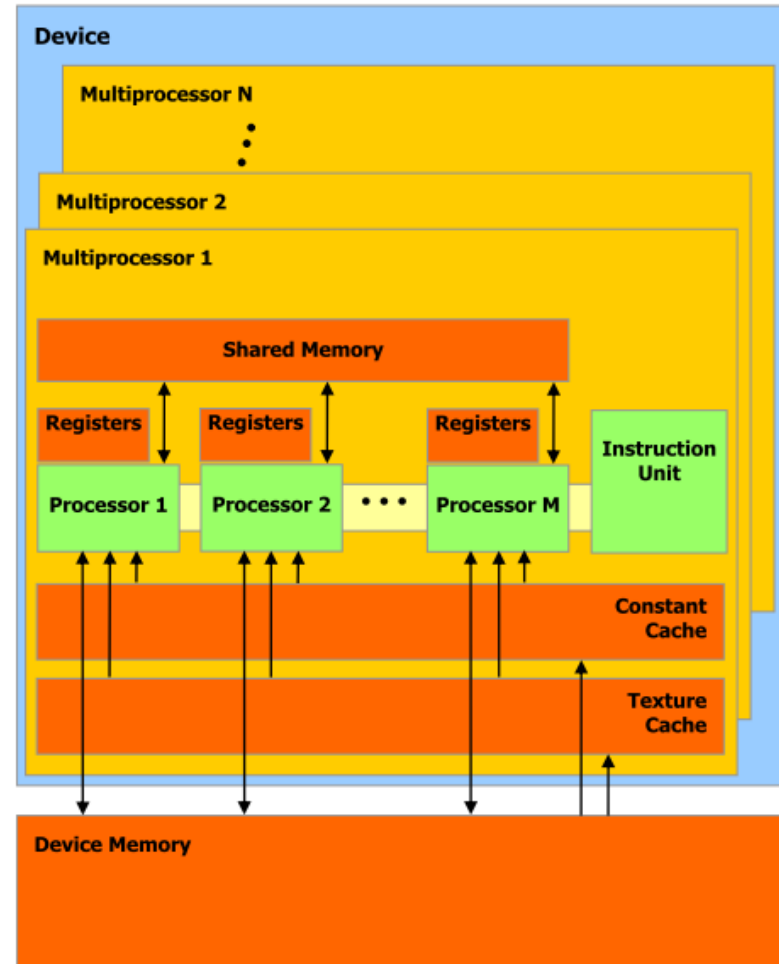 Device
Multiprocessor N
Multiprocessor 2
Multiprocessor 1
Shared Memory
Registers
Registers
Registers
Instruction
Unit
Processor 1
Processor 2
Processor M
Constant
Cache
Texture
Cache
Device Memory